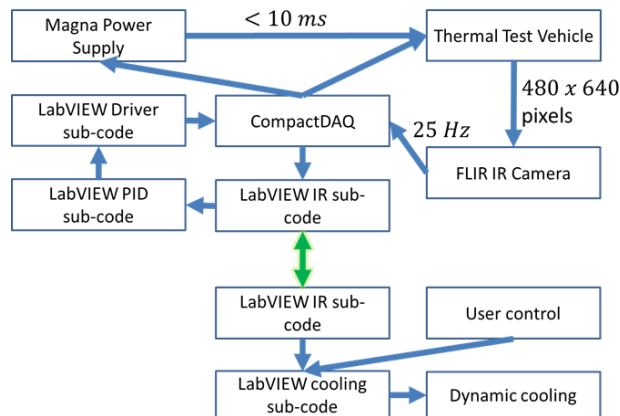 Magna Power
Supply
< 10 ms
Thermal Test Vehicle
480 x 640
pixels
LabVIEW Driver
sub-code
CompactDAQ
25 Hz
FLIR IR Camera
LabVIEW PID
sub-code
LabVIEW IR sub-
code
LabVIEW IR sub-
code
User control
LabVIEW cooling
sub-code
Dynamic cooling